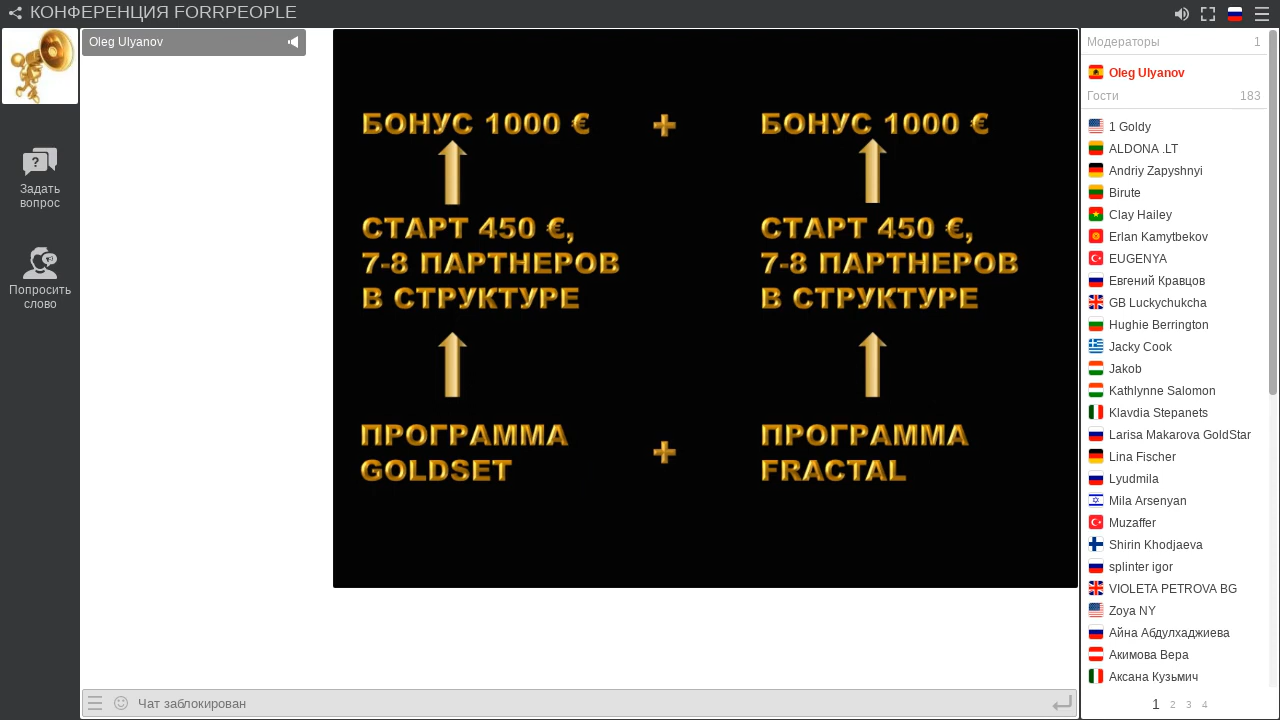 КОНФЕРЕНЦИЯ FORRPEOPLE
Задать
вопрос
Попросить
слово
Oleg Ulyanov
БОНУС 1000 € + БОНУС 1000 €
СТАРТ 450 €, СТАРТ 450 €,
7-8 ПАРТНЕРОВ 7-8 ПАРТНЕРОВ
В СТРУКТУРЕ В СТРУКТУРЕ
ПРОГРАММА + ПРОГРАММА
GOLDSET FRACTAL
Чат заблокирован
Модераторы 1
Oleg Ulyanov
Гости 183
1 Goldy
ALDONA .LT
Andriy Zapyshnyi
Birute
Clay Hailey
Erlan Kamytbekov
EUGENYA
Евгений Кравцов
GB Luckychukcha
Hughie Berrington
Jacky Cook
Jakob
Kathlynne Salomon
Klavdia Stepanets
Larisa Makarova GoldStar
Lina Fischer
Lyudmila
Mila Arsenyan
Muzaffer
Shirin Khodjaeva
splinter igor
VIOLETA PETROVA BG
Zoya NY
Айна Абдулхаджиева
Акимова Вера
Аксана Кузьмич
1 2 3 4